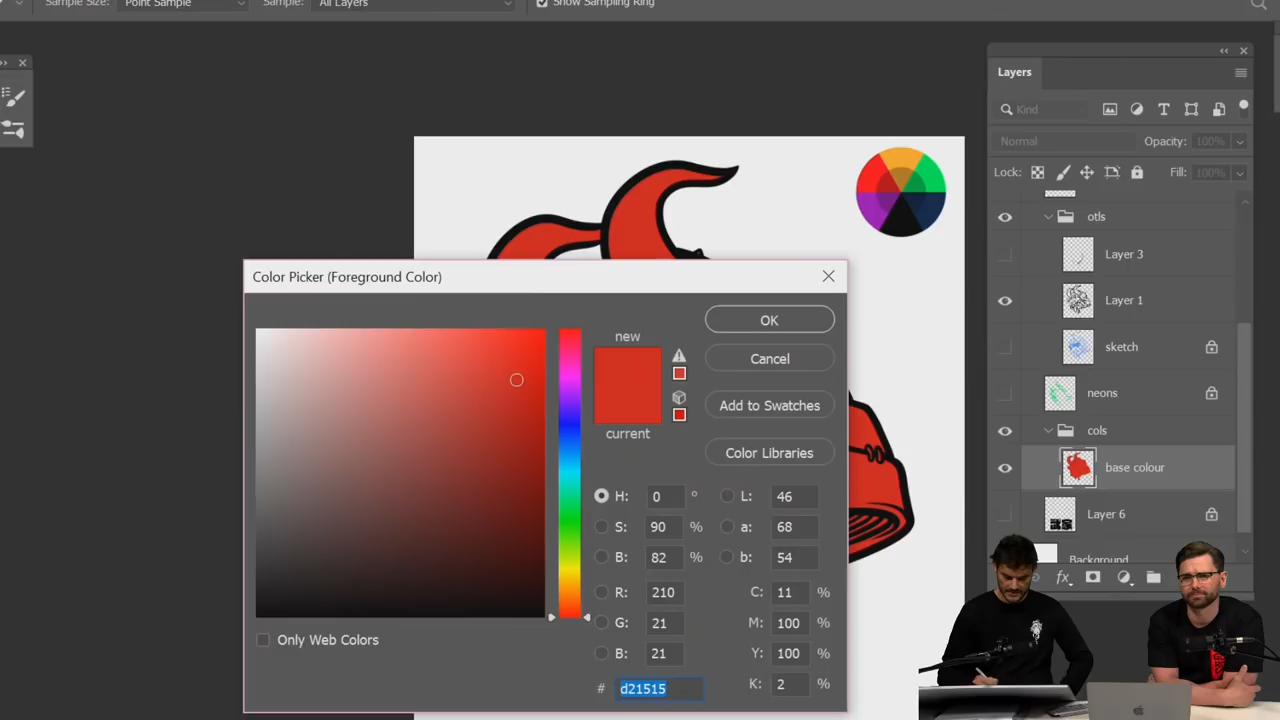 Sample Size: Point Sample Sample: All Layers Show Sampling Ring
Layers
Kind
Normal Opacity: 100%
Lock: Fill: 100%
otls
Layer 3
Layer 1
sketch
neons
cols
base colour
Layer 6
Background
Color Picker (Foreground Color)
new
current
OK
Cancel
Add to Swatches
Color Libraries
H: 0 °
S: 90 %
B: 82 %
R: 210
G: 21
B: 21
# d21515
L: 46
a: 68
b: 54
C: 11 %
M: 100 %
Y: 100 %
K: 2 %
Only Web Colors
fx